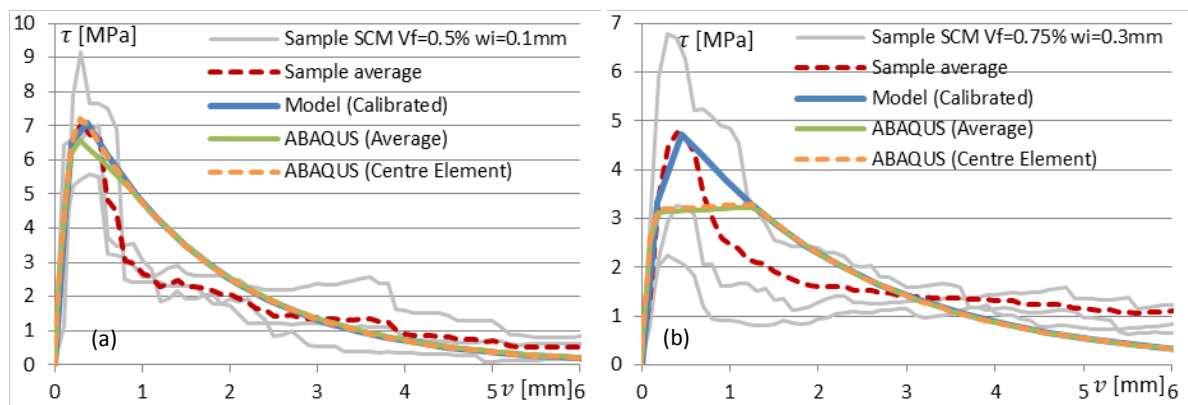 τ [MPa]
10
9
8
7
6
5
4
3
2
1
0
Sample SCM Vf=0.5% wi=0.1mm
Sample average
Model (Calibrated)
ABAQUS (Average)
ABAQUS (Centre Element)
(a)
0 1 2 3 4 5 v [mm] 6
τ [MPa]
7
6
5
4
3
2
1
0
Sample SCM Vf=0.75% wi=0.3mm
Sample average
Model (Calibrated)
ABAQUS (Average)
ABAQUS (Centre Element)
(b)
0 1 2 3 4 5 v [mm] 6